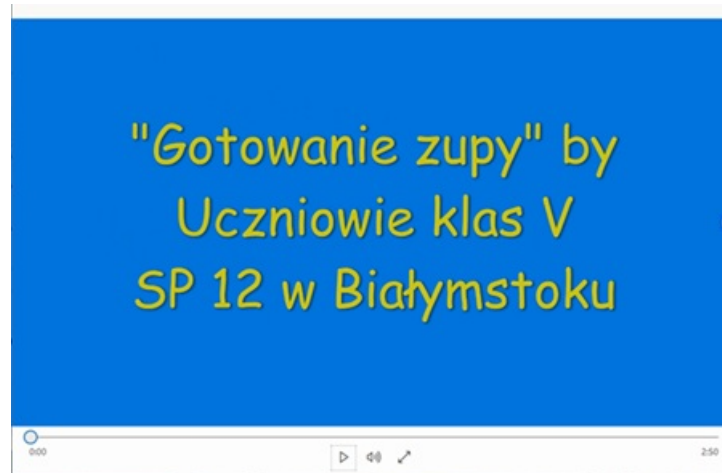 "Gotowanie zupy" by
Uczniowie klas V
SP 12 w Białymstoku
0:00
2:50